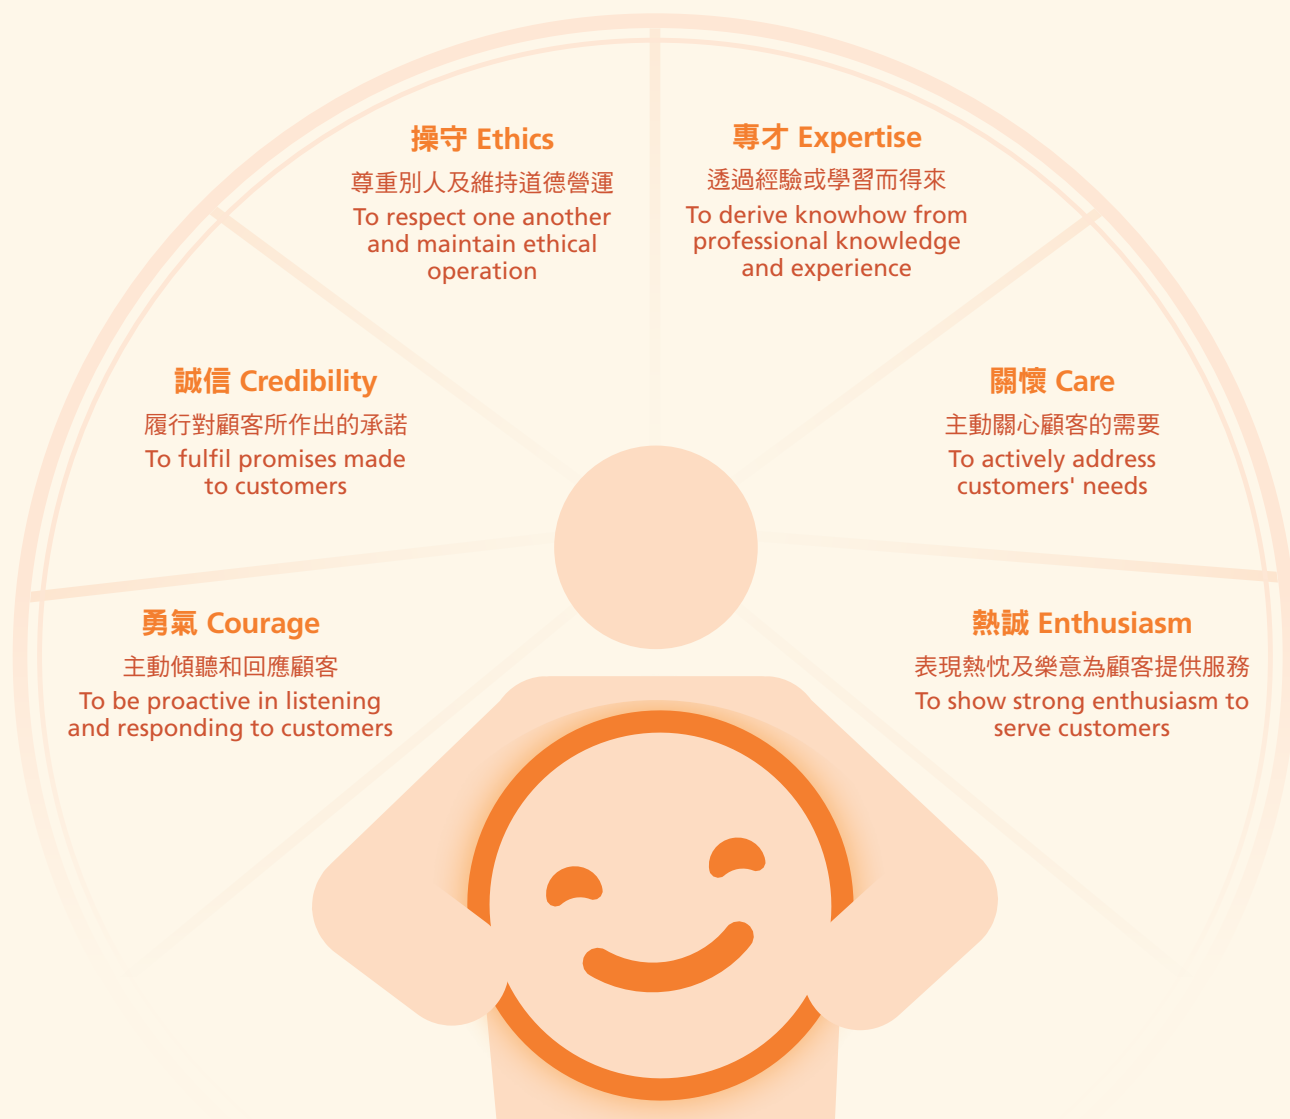 操守 Ethics
尊重別人及維持道德營運
To respect one another
and maintain ethical
operation
專才 Expertise
透過經驗或學習而得來
To derive knowhow from
professional knowledge
and experience
誠信 Credibility
履行對顧客所作出的承諾
To fulfil promises made
to customers
關懷 Care
主動關心顧客的需要
To actively address
customers' needs
勇氣 Courage
主動傾聽和回應顧客
To be proactive in listening
and responding to customers
熱誠 Enthusiasm
表現熱忱及樂意為顧客提供服務
To show strong enthusiasm to
serve customers